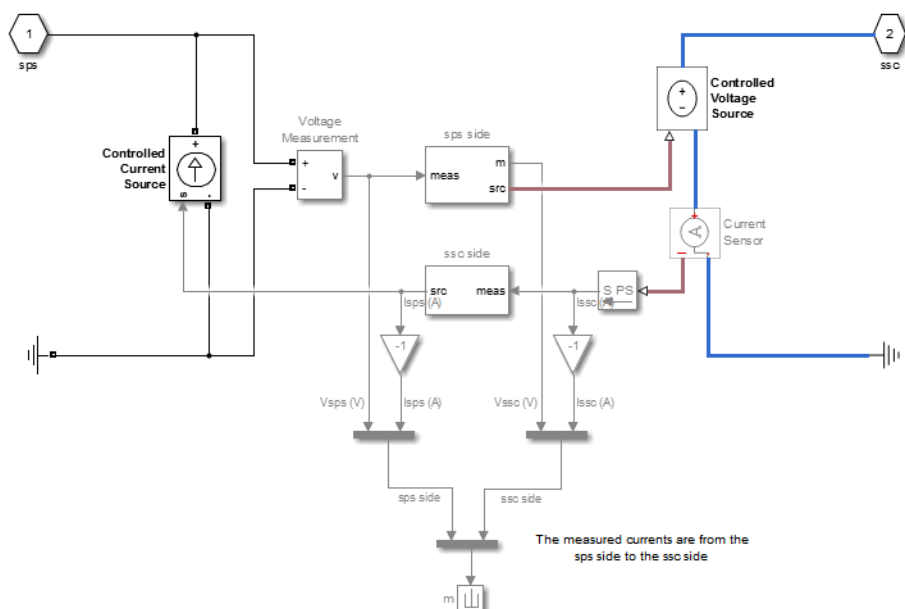 1
sps
2
ssc
Controlled
Voltage
Source
+
−
Voltage
Measurement
+
-
v
sps side
meas
m
src
Controlled
Current
Source
+
s
-
+
A
Current
Sensor
ssc side
src
meas
S PS
Isps (A)
Issc (A)
-1
-1
Vsps (V)
Isps (A)
Vssc (V)
Issc (A)
sps side
ssc side
The measured currents are from the
sps side to the ssc side
m